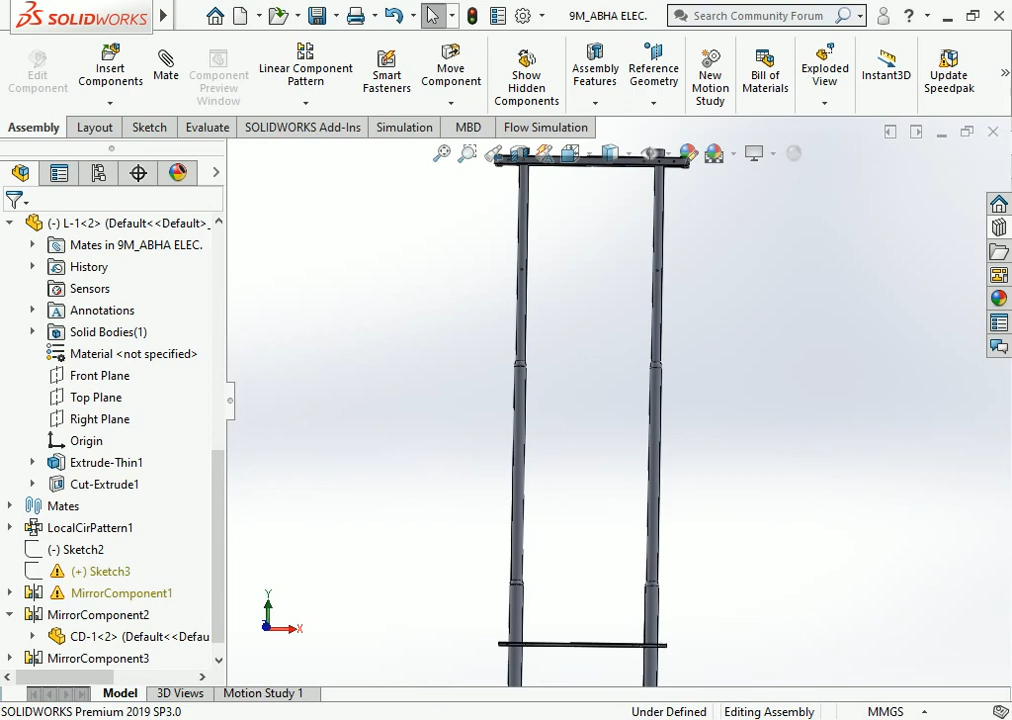 SOLIDWORKS
9M_ABHA ELEC.
Search Community Forum
?
Edit Component
Insert Components
Mate
Component Preview Window
Linear Component Pattern
Smart Fasteners
Move Component
Show Hidden Components
Assembly Features
Reference Geometry
New Motion Study
Bill of Materials
Exploded View
Instant3D
Update Speedpak
Assembly
Layout
Sketch
Evaluate
SOLIDWORKS Add-Ins
Simulation
MBD
Flow Simulation
(-) L-1<2> (Default<<Default>_
Mates in 9M_ABHA ELEC.
History
Sensors
Annotations
Solid Bodies(1)
Material <not specified>
Front Plane
Top Plane
Right Plane
Origin
Extrude-Thin1
Cut-Extrude1
Mates
LocalCirPattern1
(-) Sketch2
(+) Sketch3
MirrorComponent1
MirrorComponent2
CD-1<2> (Default<<Defau
MirrorComponent3
Y
X
Model
3D Views
Motion Study 1
SOLIDWORKS Premium 2019 SP3.0
Under Defined
Editing Assembly
MMGS